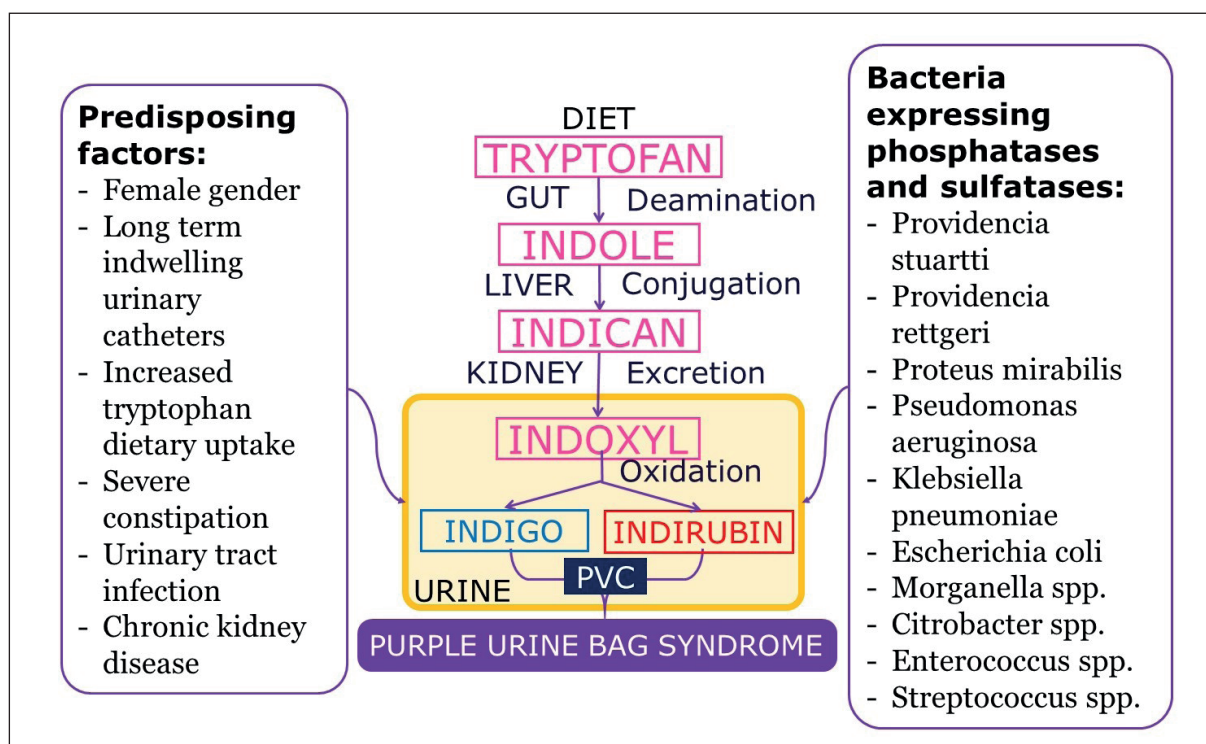 Predisposing
factors:
- Female gender
- Long term
indwelling
urinary
catheters
- Increased
tryptophan
dietary uptake
- Severe
constipation
- Urinary tract
infection
- Chronic kidney
disease
DIET
TRYPTOFAN
GUT Deamination
INDOLE
LIVER Conjugation
INDICAN
KIDNEY Excretion
INDOXYL
Oxidation
INDIGO INDIRUBIN
PVC
URINE
PURPLE URINE BAG SYNDROME
Bacteria
expressing
phosphatases
and sulfatases:
- Providencia
stuartti
- Providencia
rettgeri
- Proteus mirabilis
- Pseudomonas
aeruginosa
- Klebsiella
pneumoniae
- Escherichia coli
- Morganella spp.
- Citrobacter spp.
- Enterococcus spp.
- Streptococcus spp.